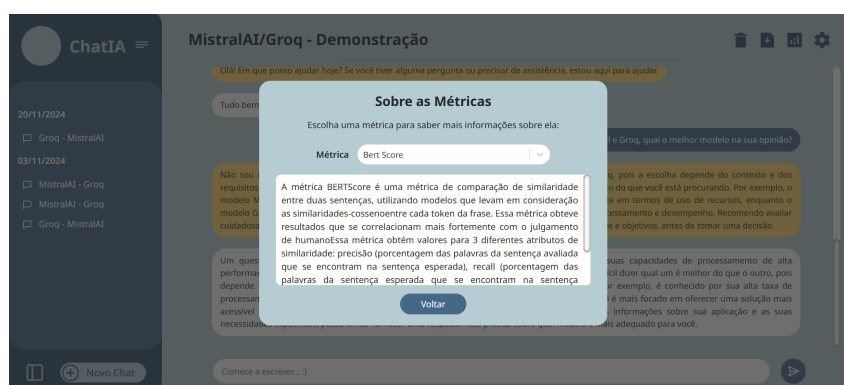 ChatIA
MistralAI/Groq - Demonstração
Olá! Em que posso ajudar hoje? Se você tiver alguma pergunta ou precisar de assistência, estou aqui para ajudar.
Tudo bem
l e Groq, qual o melhor modelo na sua opinião?
20/11/2024
Groq - MistralAI
03/11/2024
MistralAI - Groq
MistralAI - Groq
Groq - MistralAI
Sobre as Métricas
Escolha uma métrica para saber mais informações sobre ela:
Métrica Bert Score
A métrica BERTScore é uma métrica de comparação de similaridade
entre duas sentenças, utilizando modelos que levam em consideração
as similaridades-cossenoentre cada token da frase. Essa métrica obteve
resultados que se correlacionam mais fortemente com o julgamento
de humanoEssa métrica obtém valores para 3 diferentes atributos de
similaridade: precisão (porcentagem das palavras da sentença avaliada
que se encontram na sentença esperada), recall (porcentagem das
palavras da sentença esperada que se encontram na sentença
Voltar
Não sou
q, pois a escolha depende do contexto e dos
requisitos
o do que você está procurando. Por exemplo, o
modelo M
te em termos de uso de recursos, enquanto o
modelo G
cessamento e desempenho. Recomendo avaliar
cuidadosa
s e objetivos, antes de tomar uma decisão.
Um quest
suas capacidades de processamento de alta
performan
ícil dizer qual um é melhor do que o outro, pois
depende
or exemplo, é conhecido por sua alta taxa de
processan
l é mais focado em oferecer uma solução mais
acessível
informações sobre sua aplicação e as suas
necessidade
mais adequado para você.
Novo Chat
Comece a escrever... :)